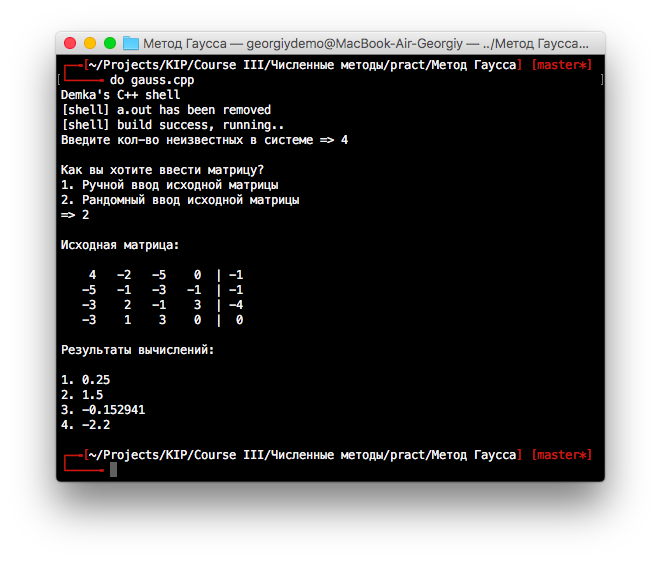 Метод Гаусса — georgiydemo@MacBook-Air-Georgiy — ../Метод Гаусса...
[~/Projects/KIP/Course III/Численные методы/pract/Метод Гаусса] [master*]
[ do gauss.cpp ]
Demka's C++ shell
[shell] a.out has been removed
[shell] build success, running..
Введите кол-во неизвестных в системе => 4
Как вы хотите ввести матрицу?
1. Ручной ввод исходной матрицы
2. Рандомный ввод исходной матрицы
=> 2
Исходная матрица:
4 -2 -5 0 | -1
-5 -1 -3 -1 | -1
-3 2 -1 3 | -4
-3 1 3 0 | 0
Результаты вычислений:
1. 0.25
2. 1.5
3. -0.152941
4. -2.2
[~/Projects/KIP/Course III/Численные методы/pract/Метод Гаусса] [master*]